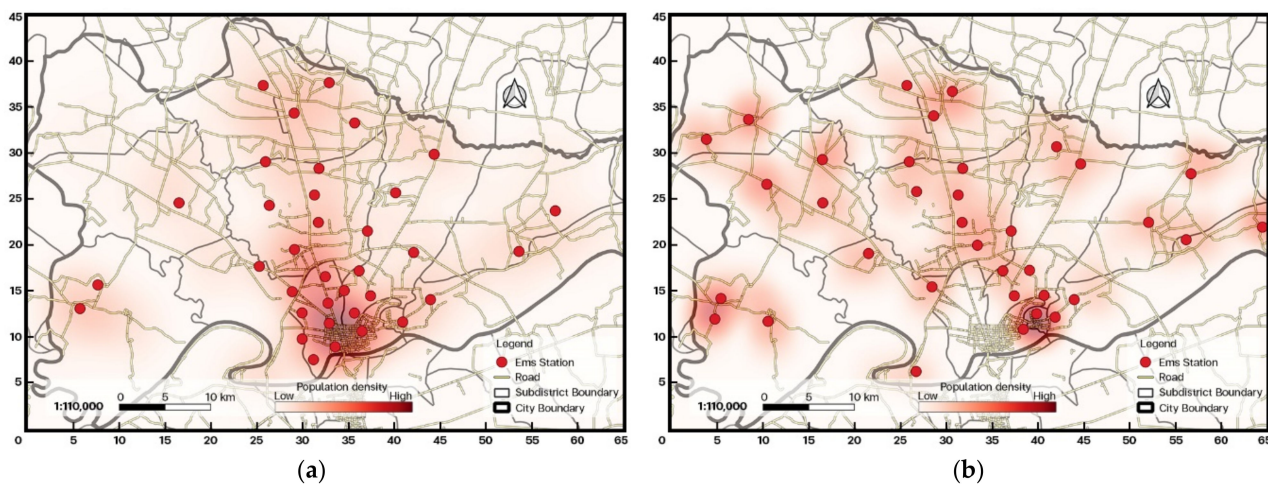 45
40
35
30
25
20
15
10
5
0
5
10
15
20
25
30
35
40
45
50
55
60
65
Legend
Ems Station
Road
Subdistrict Boundary
City Boundary
Population density
Low
High
1:110,000
0
5
10 km
(a)
45
40
35
30
25
20
15
10
5
0
5
10
15
20
25
30
35
40
45
50
55
60
65
Legend
Ems Station
Road
Subdistrict Boundary
City Boundary
Population density
Low
High
1:110,000
0
5
10 km
(b)